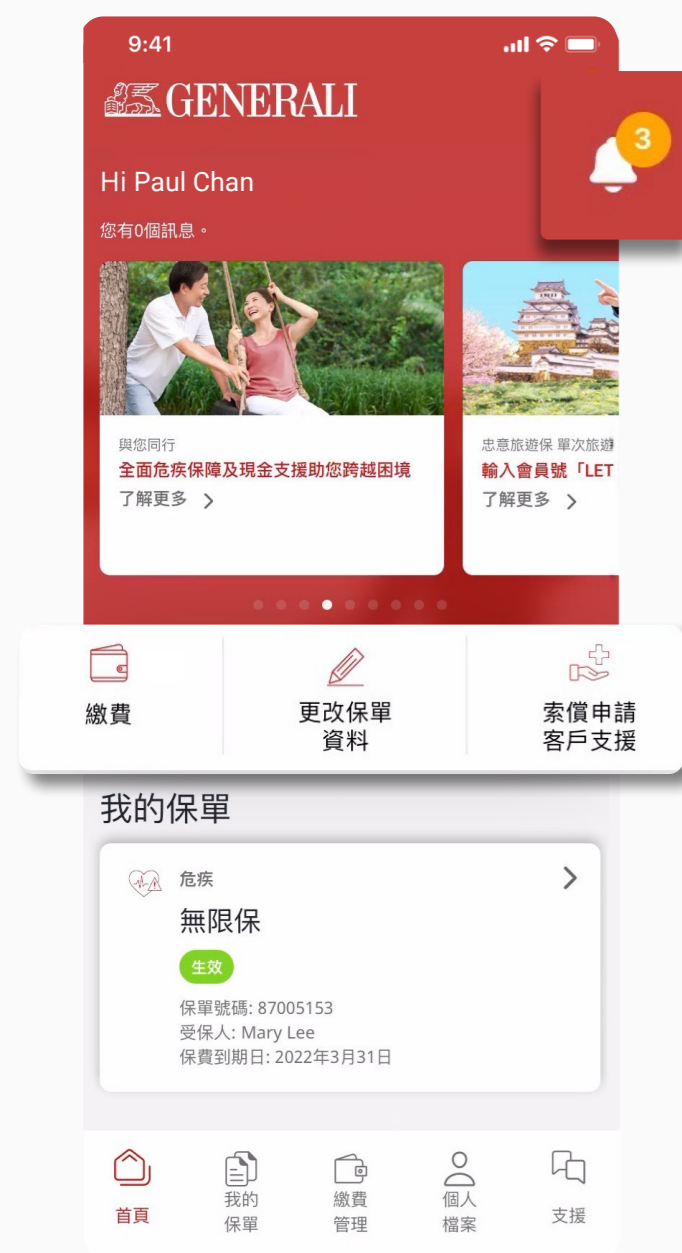 9:41
GENERALI
3
Hi Paul Chan
您有0個訊息。
與您同行
全面危疾保障及現金支援助您跨越困境
了解更多
忠意旅遊保 單次旅遊
輸入會員號「LET
了解更多
繳費
更改保單
資料
索償申請
客戶支援
我的保單
危疾
無限保
生效
保單號碼: 87005153
受保人: Mary Lee
保費到期日: 2022年3月31日
首頁
我的
保單
繳費
管理
個人
檔案
支援